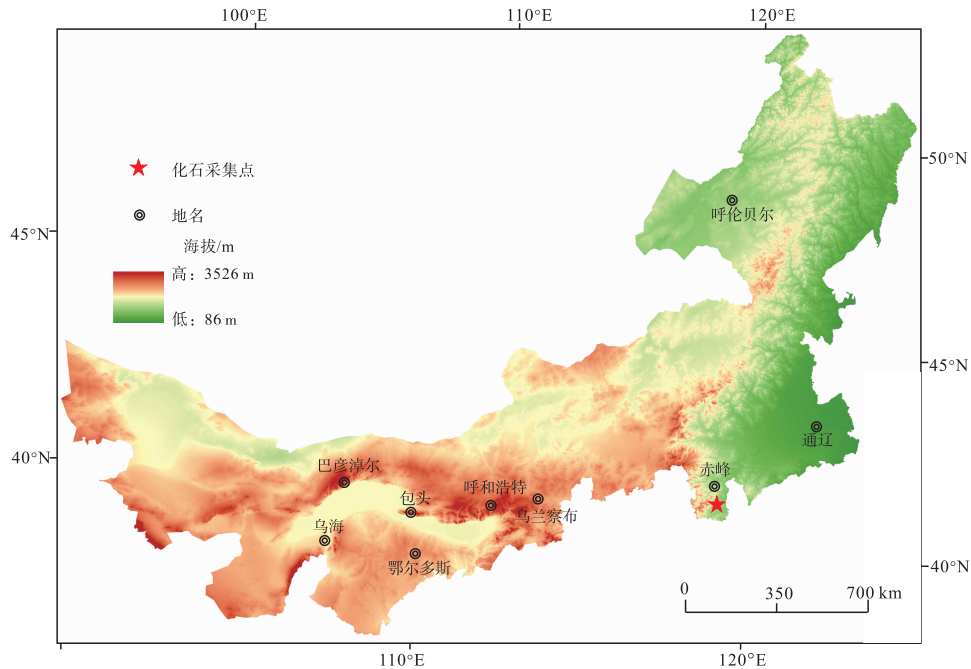 100°E
110°E
120°E
50°N
化石采集点
地名
呼伦贝尔
45°N
海拔/m
高: 3526 m
低: 86 m
45°N
通辽
40°N
巴彦淖尔
赤峰
包头
呼和浩特
乌兰察布
乌海
鄂尔多斯
40°N
0
350
700 km
110°E
120°E